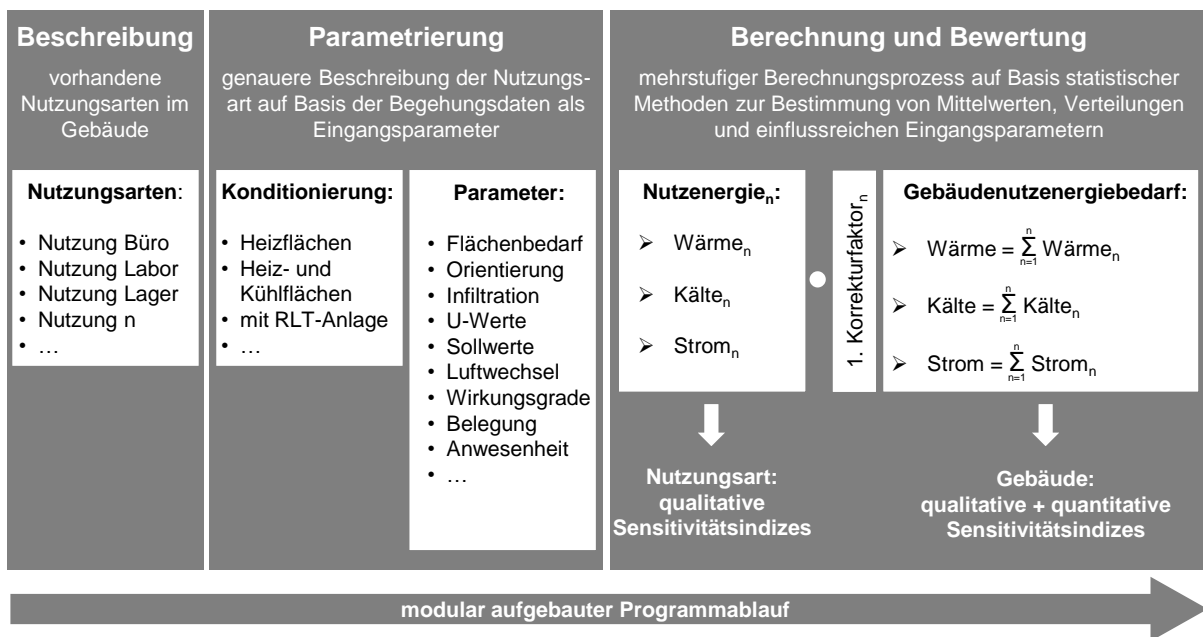 Beschreibung
vorhandene
Nutzungsarten im
Gebäude
Nutzungsarten:
• Nutzung Büro
• Nutzung Labor
• Nutzung Lager
• Nutzung n
• …
Parametrierung
genauere Beschreibung der Nutzungs-
art auf Basis der Begehungsdaten als
Eingangsparameter
Konditionierung:
• Heizflächen
• Heiz- und
Kühlflächen
• mit RLT-Anlage
• …
Parameter:
• Flächenbedarf
• Orientierung
• Infiltration
• U-Werte
• Sollwerte
• Luftwechsel
• Wirkungsgrade
• Belegung
• Anwesenheit
• …
Berechnung und Bewertung
mehrstufiger Berechnungsprozess auf Basis statistischer
Methoden zur Bestimmung von Mittelwerten, Verteilungen
und einflussreichen Eingangsparametern
Nutzenergieₙ:
➢ Wärmeₙ
➢ Kälteₙ
➢ Stromₙ
•
1. Korrekturfaktorₙ
Gebäudenutzenergiebedarf:
➢ Wärme = n Σ n=1 Wärmeₙ
➢ Kälte = n Σ n=1 Kälteₙ
➢ Strom = n Σ n=1 Stromₙ
Nutzungsart:
qualitative
Sensitivitätsindizes
Gebäude:
qualitative + quantitative
Sensitivitätsindizes
modular aufgebauter Programmablauf